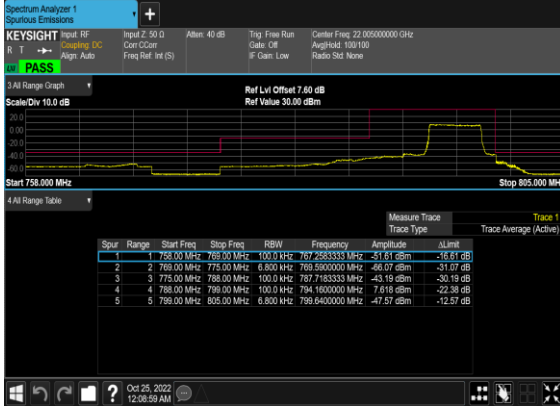 Spectrum Analyzer 1
Spurious Emissions
+
KEYSIGHT Input: RF Input Z: 50 Ω Atten: 40 dB Trig: Free Run Center Freq: 22.005000000 GHz
R T Coupling: DC Corr CCorr Gate: Off Avg|Hold: 100/100
Align: Auto Freq Ref: Int (S) IF Gain: Low Radio Std: None
PASS
3 All Range Graph Ref Lvl Offset 7.60 dB
Scale/Div 10.0 dB Ref Value 30.00 dBm
20.0
0.00
-20.0
-40.0
-60.0
Start 758.000 MHz Stop 805.000 MH
4 All Range Table
Measure Trace Trace 1
Trace Type Trace Average (Active)
Spur Range Start Freq Stop Freq RBW Frequency Amplitude ΔLimit
1 1 758.00 MHz 769.00 MHz 100.0 kHz 767.2583333 MHz -51.61 dBm -16.61 dB
2 2 769.00 MHz 775.00 MHz 6.800 kHz 769.5900000 MHz -66.07 dBm -31.07 dB
3 3 775.00 MHz 788.00 MHz 100.0 kHz 787.7183333 MHz -43.19 dBm -30.19 dB
4 4 788.00 MHz 799.00 MHz 100.0 kHz 794.1600000 MHz 7.618 dBm -22.38 dB
5 5 799.00 MHz 805.00 MHz 6.800 kHz 799.6400000 MHz -47.57 dBm -12.57 dB
? Oct 25, 2022
12:08:59 AM